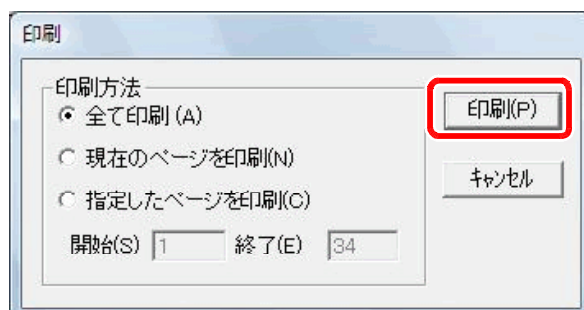 印刷
印刷方法
全て印刷(A)
現在のページを印刷(N)
指定したページを印刷(C)
開始(S) 1 終了(E) 34
印刷(P)
キャンセル